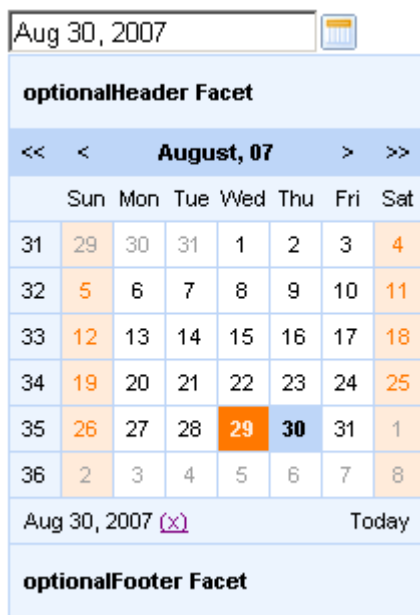 Aug 30, 2007
optionalHeader Facet
<< < August, 07 > >>
Sun Mon Tue Wed Thu Fri Sat
31 29 30 31 1 2 3 4
32 5 6 7 8 9 10 11
33 12 13 14 15 16 17 18
34 19 20 21 22 23 24 25
35 26 27 28 29 30 31 1
36 2 3 4 5 6 7 8
Aug 30, 2007 (x) Today
optionalFooter Facet